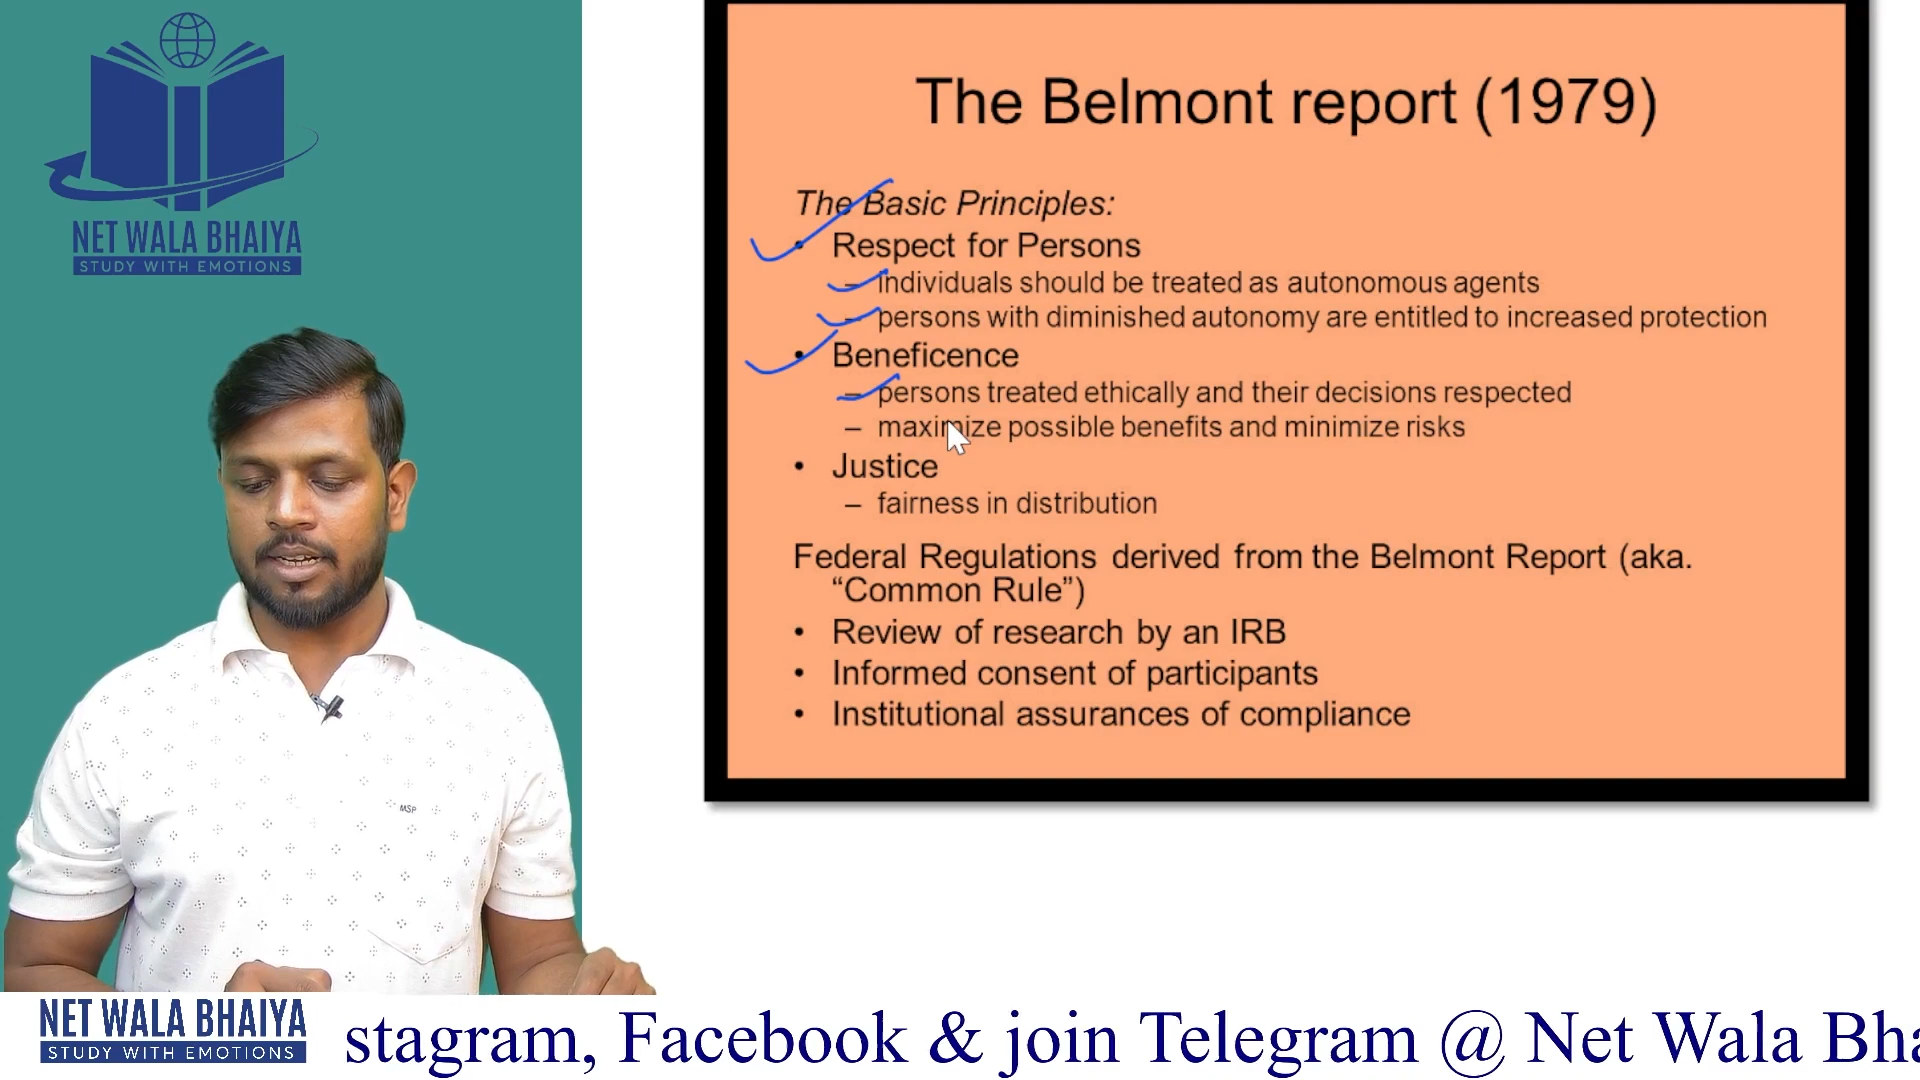 NET WALA BHAIYA
STUDY WITH EMOTIONS
The Belmont report (1979)
The Basic Principles:
• Respect for Persons
– individuals should be treated as autonomous agents
– persons with diminished autonomy are entitled to increased protection
• Beneficence
– persons treated ethically and their decisions respected
– maximize possible benefits and minimize risks
• Justice
– fairness in distribution
Federal Regulations derived from the Belmont Report (aka.
“Common Rule”)
• Review of research by an IRB
• Informed consent of participants
• Institutional assurances of compliance
MSP
NET WALA BHAIYA
STUDY WITH EMOTIONS
stagram, Facebook & join Telegram @ Net Wala Bha